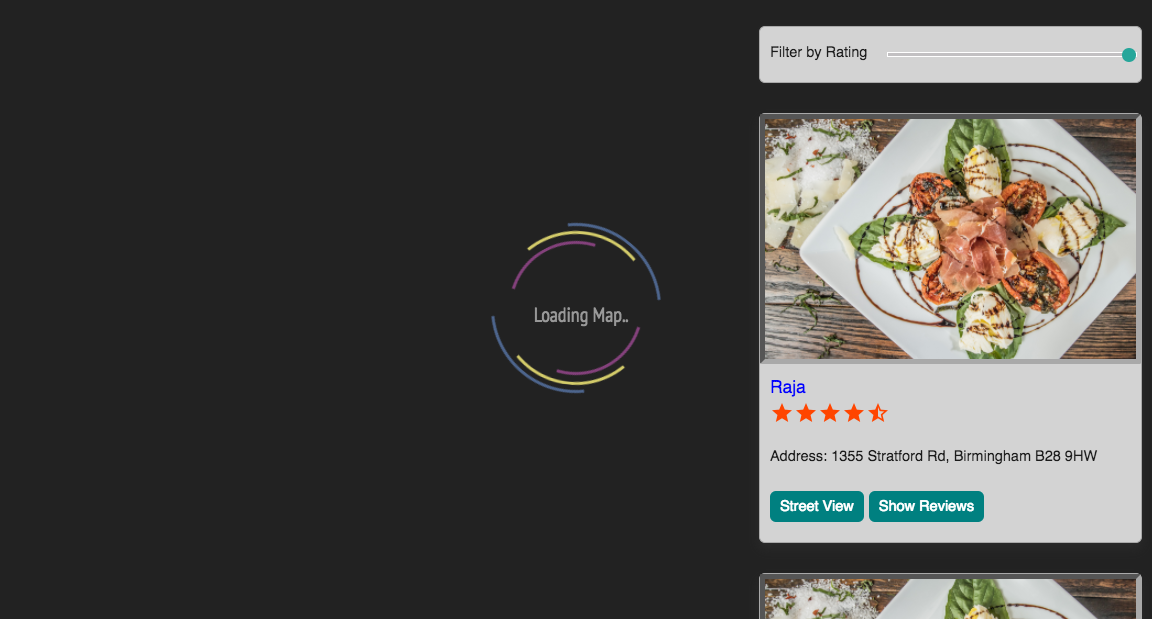 Filter by Rating
Loading Map..
Raja
Address: 1355 Stratford Rd, Birmingham B28 9HW
Street View Show Reviews